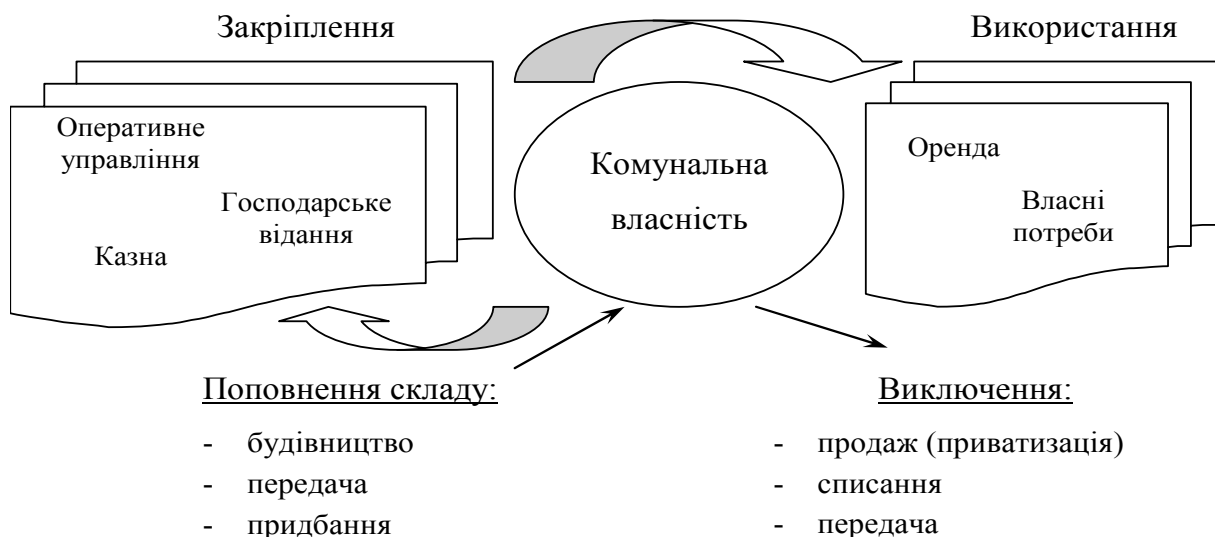 Закріплення
Використання
Оперативне
управління
Господарське
відання
Казна
Комунальна
власність
Оренда
Власні
потреби
Поповнення складу:
- будівництво
- передача
- придбання
Виключення:
- продаж (приватизація)
- списання
- передача